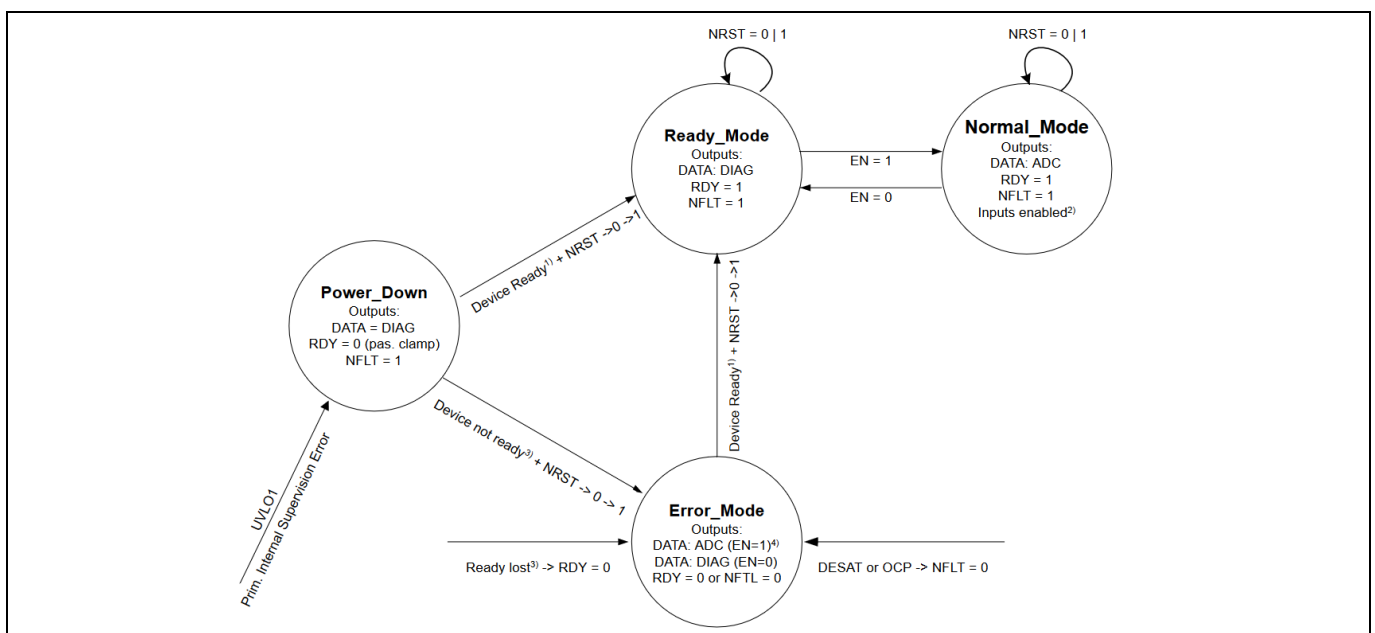 NRST = 0 | 1
NRST = 0 | 1
Ready_Mode
Outputs:
DATA: DIAG
RDY = 1
NFLT = 1
EN = 1
EN = 0
Normal_Mode
Outputs:
DATA: ADC
RDY = 1
NFLT = 1
Inputs enabled2)
Device Ready1) + NRST ->0 ->1
Power_Down
Outputs:
DATA = DIAG
RDY = 0 (pas. clamp)
NFLT = 1
Device Ready1) + NRST ->0 ->1
Device not ready3) + NRST -> 0 -> 1
UVLO1
Prim. Internal Supervision Error
Error_Mode
Outputs:
DATA: ADC (EN=1)4)
DATA: DIAG (EN=0)
RDY = 0 or NFTL = 0
Ready lost3) -> RDY = 0
DESAT or OCP -> NFLT = 0